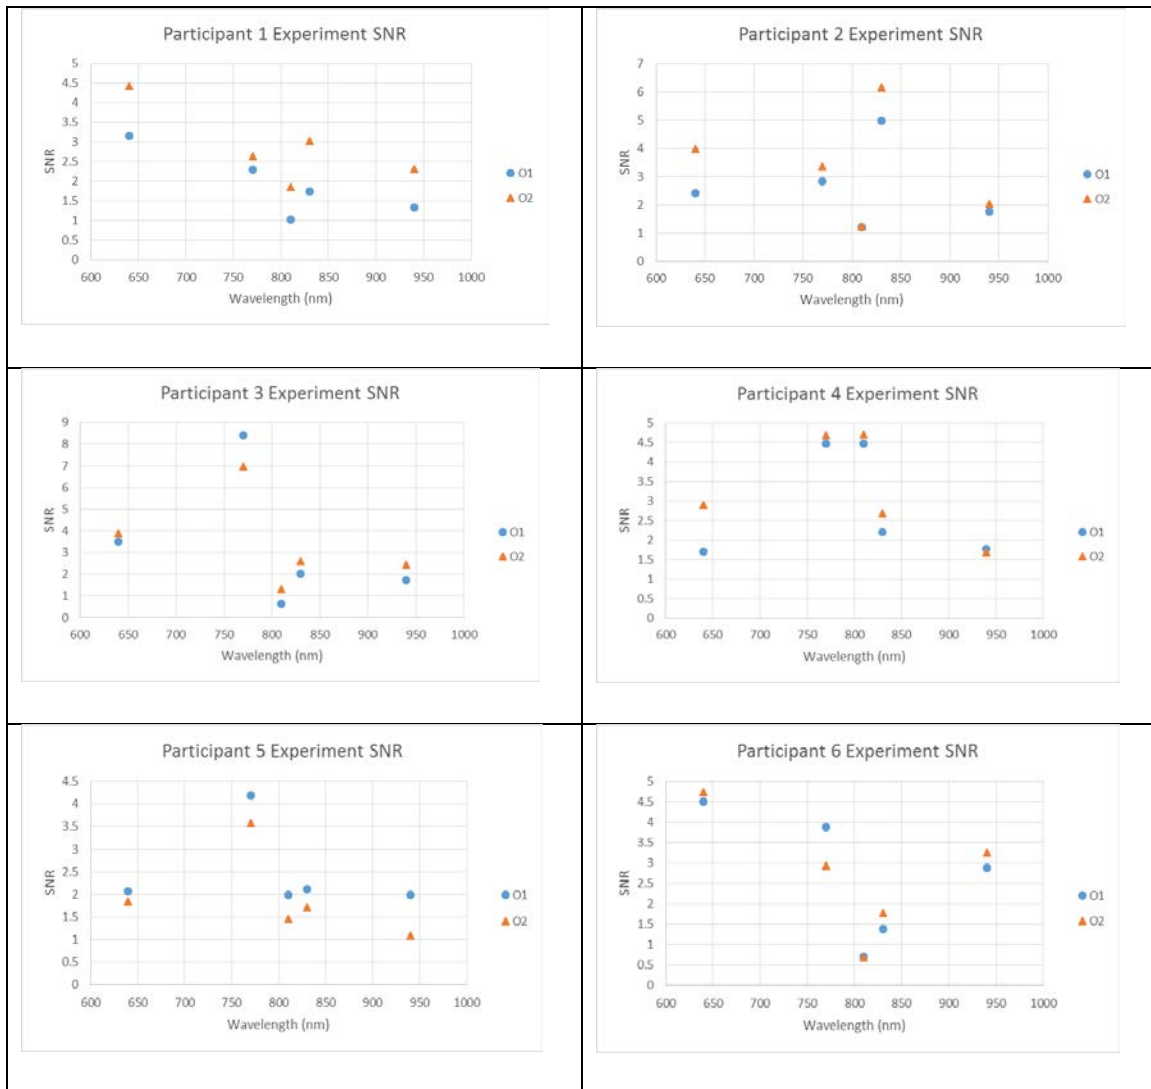 Participant 1 Experiment SNR
5
4.5
4
3.5
3
2.5
2
1.5
1
0.5
0
SNR
600 650 700 750 800 850 900 950 1000
Wavelength (nm)
O1
O2
Participant 2 Experiment SNR
7
6
5
4
3
2
1
0
SNR
600 650 700 750 800 850 900 950 1000
Wavelength (nm)
O1
O2
Participant 3 Experiment SNR
9
8
7
6
5
4
3
2
1
0
SNR
600 650 700 750 800 850 900 950 1000
Wavelength (nm)
O1
O2
Participant 4 Experiment SNR
5
4.5
4
3.5
3
2.5
2
1.5
1
0.5
0
SNR
600 650 700 750 800 850 900 950 1000
Wavelength (nm)
O1
O2
Participant 5 Experiment SNR
4.5
4
3.5
3
2.5
2
1.5
1
0.5
0
SNR
600 650 700 750 800 850 900 950 1000
Wavelength (nm)
O1
O2
Participant 6 Experiment SNR
5
4.5
4
3.5
3
2.5
2
1.5
1
0.5
0
SNR
600 650 700 750 800 850 900 950 1000
Wavelength (nm)
O1
O2